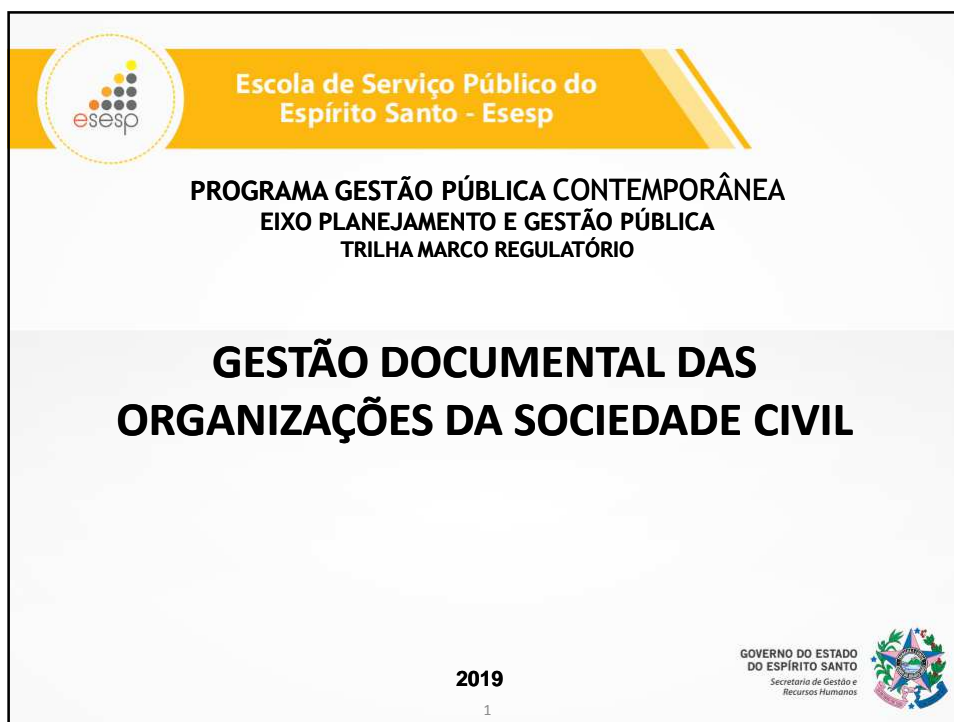 esesp
Escola de Serviço Público do
Espírito Santo - Esesp
PROGRAMA GESTÃO PÚBLICA CONTEMPORÂNEA
EIXO PLANEJAMENTO E GESTÃO PÚBLICA
TRILHA MARCO REGULATÓRIO
GESTÃO DOCUMENTAL DAS
ORGANIZAÇÕES DA SOCIEDADE CIVIL
GOVERNO DO ESTADO
DO ESPÍRITO SANTO
Secretaria de Gestão e
Recursos Humanos
2019
1